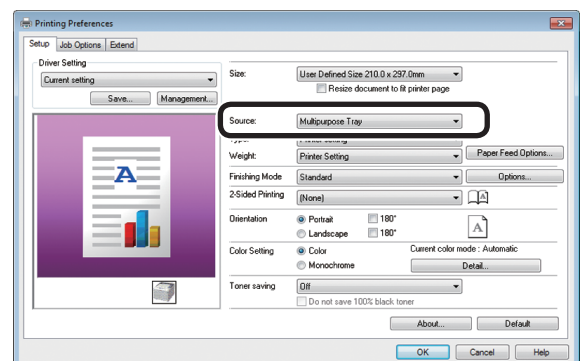 Printing Preferences
Setup Job Options Extend
Driver Setting
Current setting
Save... Management...
Size: User Defined Size 210.0 x 297.0mm
Resize document to fit printer page
Source: Multipurpose Tray
Weight: Printer Setting Paper Feed Options...
Finishing Mode Standard Options...
2-Sided Printing (None) A
Orientation Portrait 180°
Landscape 180° A
Color Setting Color Current color mode : Automatic
Monochrome Detail...
Toner saving Off
Do not save 100% black toner
A
About... Default
OK Cancel Help